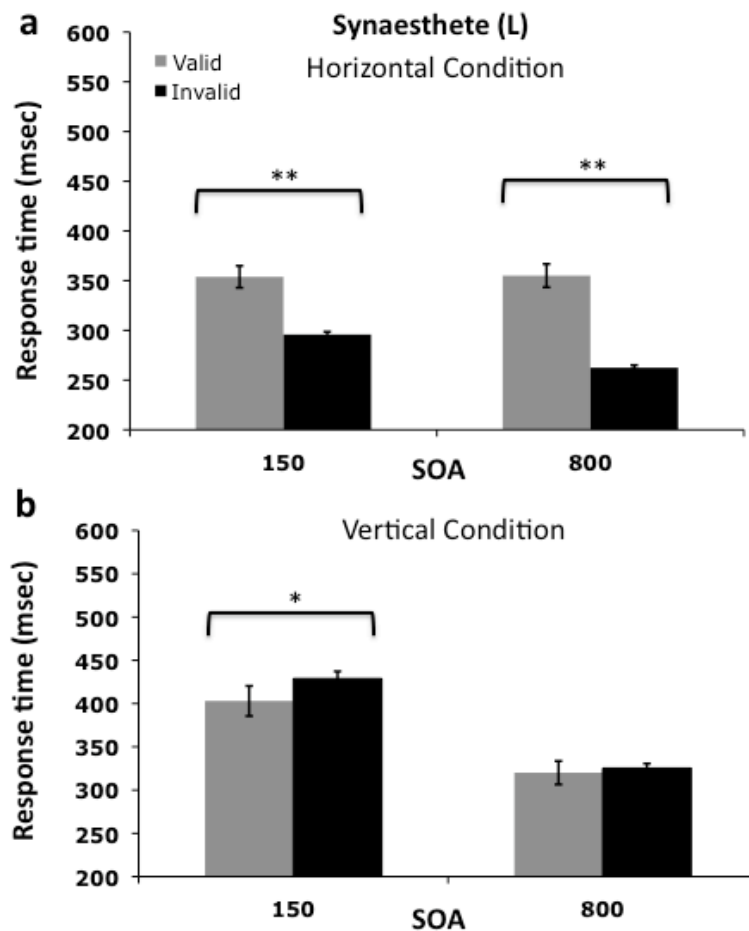 a
Synaesthete (L)
Horizontal Condition
Valid
Invalid
Response time (msec)
600
550
500
450
400
350
300
250
200
**
**
150
SOA
800
b
Vertical Condition
Response time (msec)
600
550
500
450
400
350
300
250
200
*
150
SOA
800